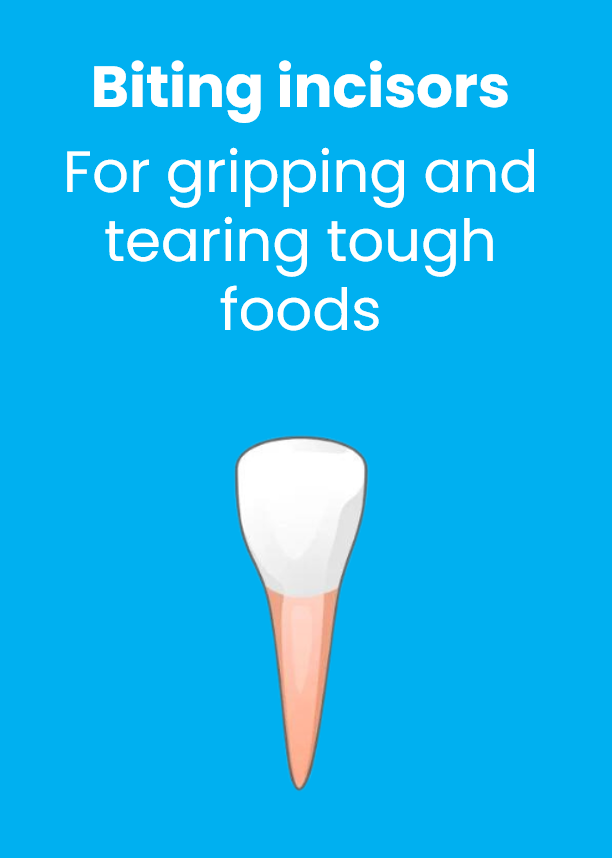 Biting incisors
For gripping and
tearing tough
foods